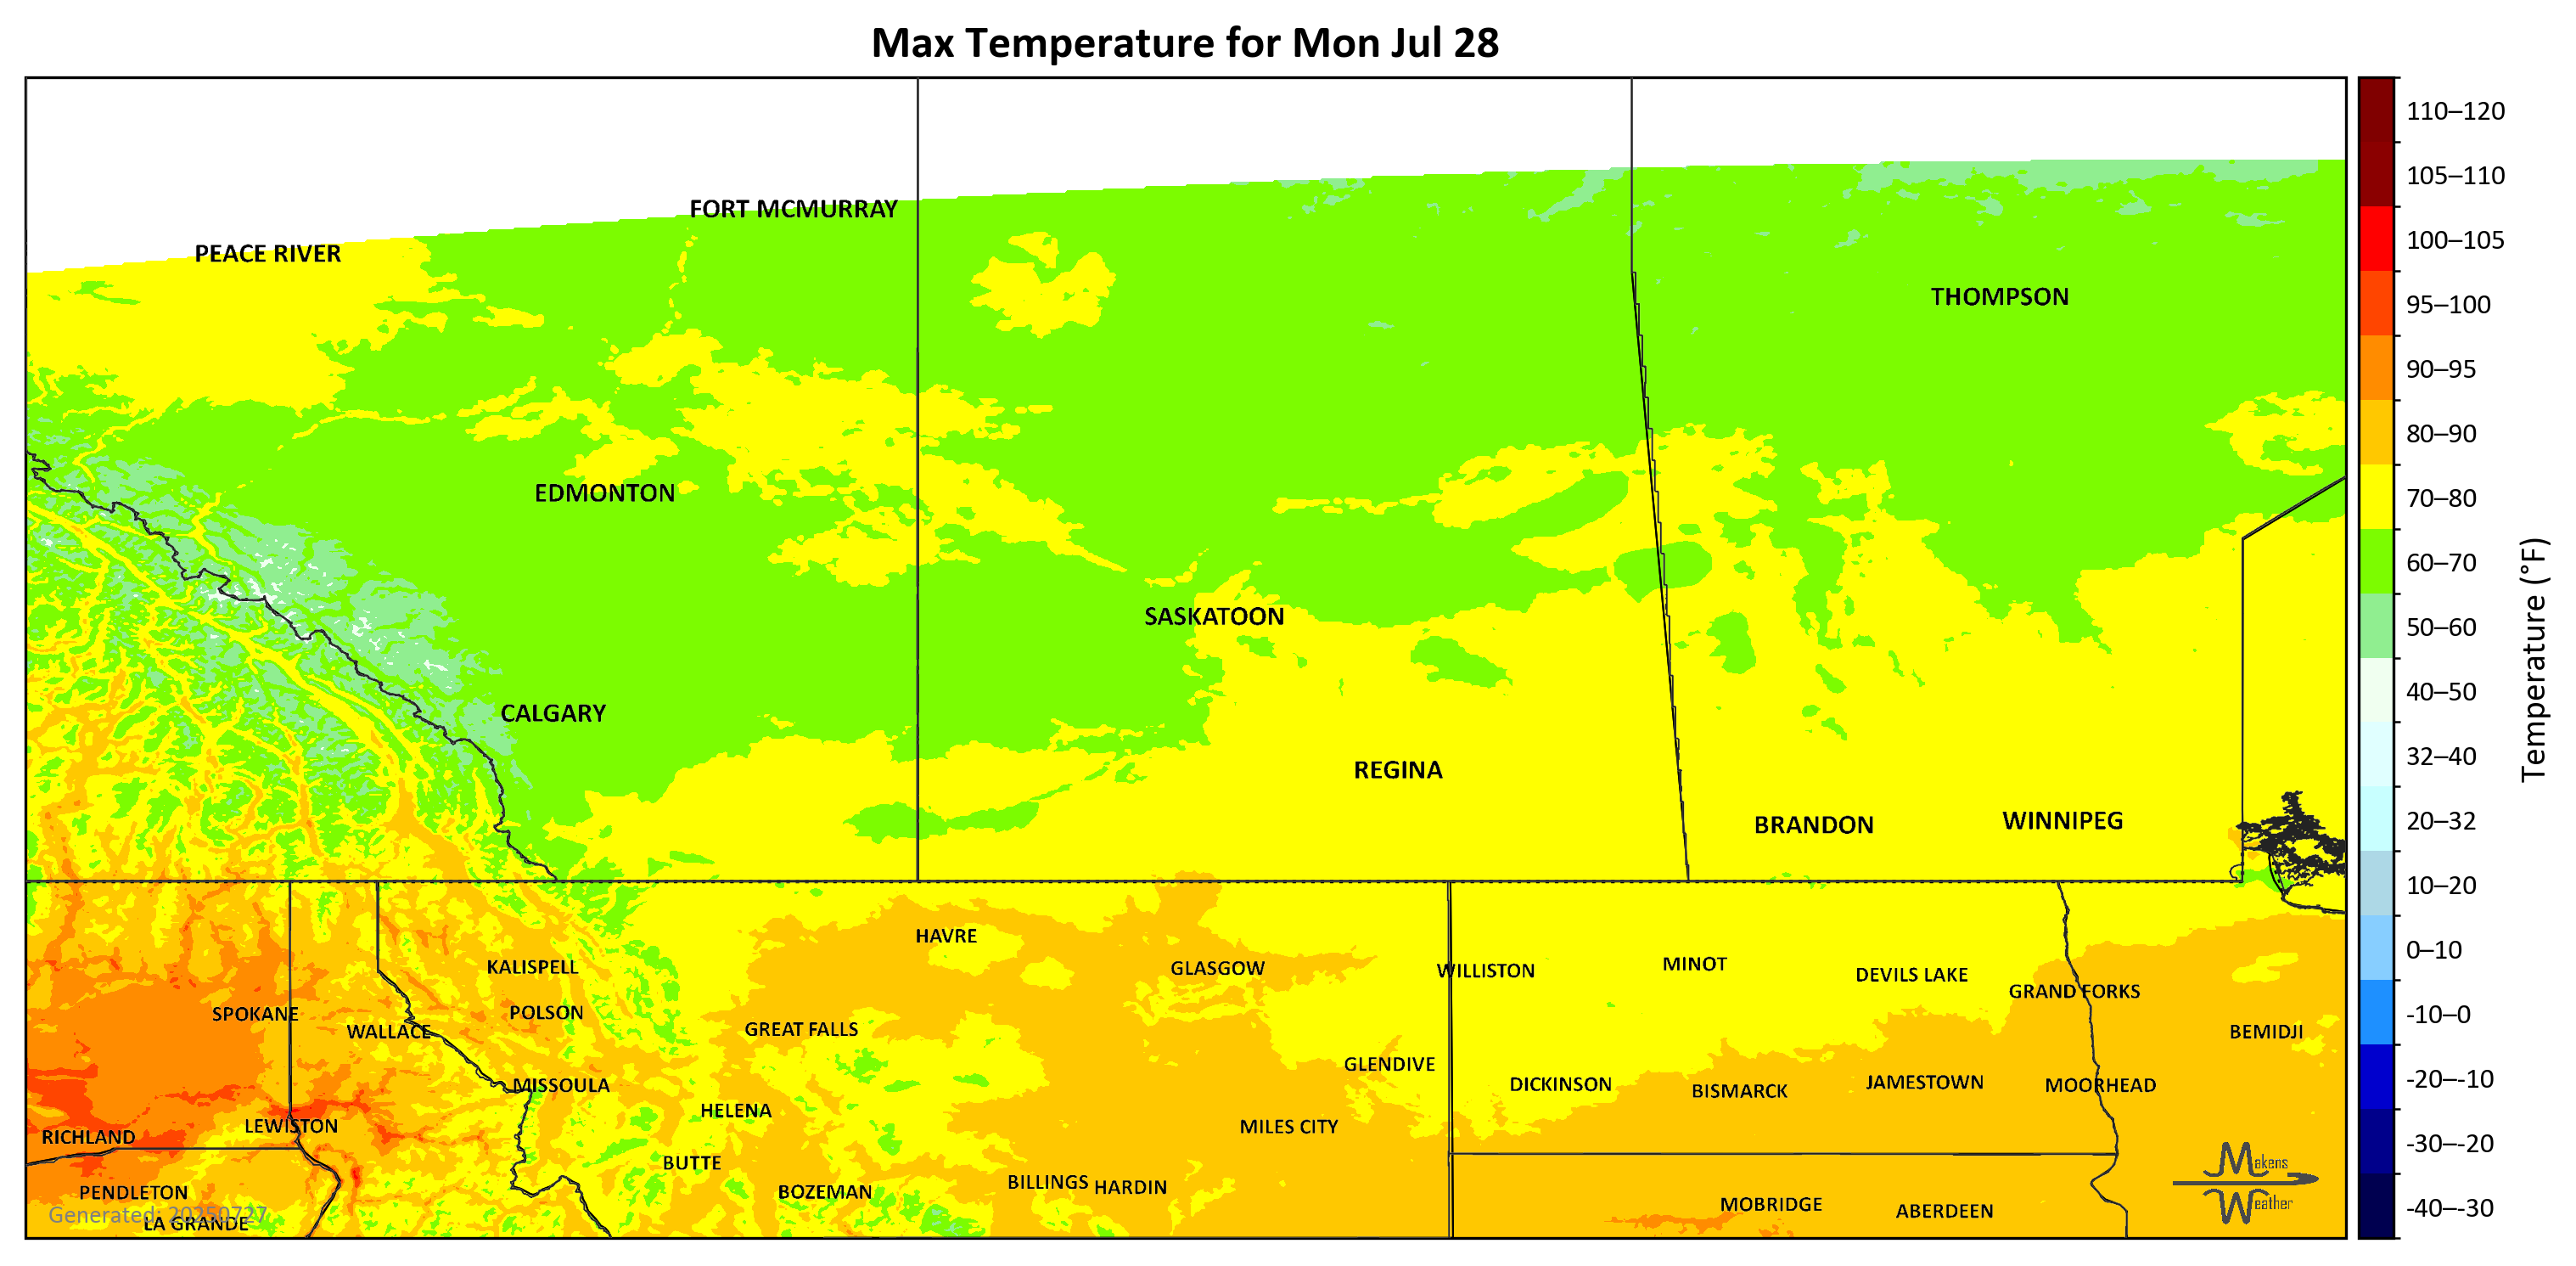 Max Temperature for Mon Jul 28
110–120
105–110
100–105
95–100
90–95
80–90
70–80
60–70
50–60
40–50
32–40
20–32
10–20
0–10
-10–0
-20–-10
-30–-20
-40–-30
Temperature (°F)
FORT MCMURRAY
PEACE RIVER
THOMPSON
EDMONTON
SASKATOON
CALGARY
REGINA
BRANDON
WINNIPEG
HAVRE
KALISPELL
GLASGOW
WILLISTON
MINOT
DEVILS LAKE
GRAND FORKS
SPOKANE
POLSON
WALLACE
GREAT FALLS
BEMIDJI
GLENDIVE
MISSOULA
DICKINSON
BISMARCK
JAMESTOWN
MOORHEAD
HELENA
LEWISTON
MILES CITY
RICHLAND
BUTTE
BOZEMAN
BILLINGS
HARDIN
PENDLETON
MOBRIDGE
ABERDEEN
LA GRANDE
Generated: 20250727
Makens
Weather